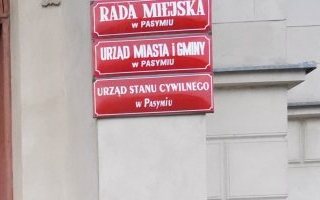 RADA MIEJSKA
W PASYMIU
URZĄD MIASTA i GMINY
W PASYMIU
URZĄD STANU CYWILNEGO
w Pasymiu